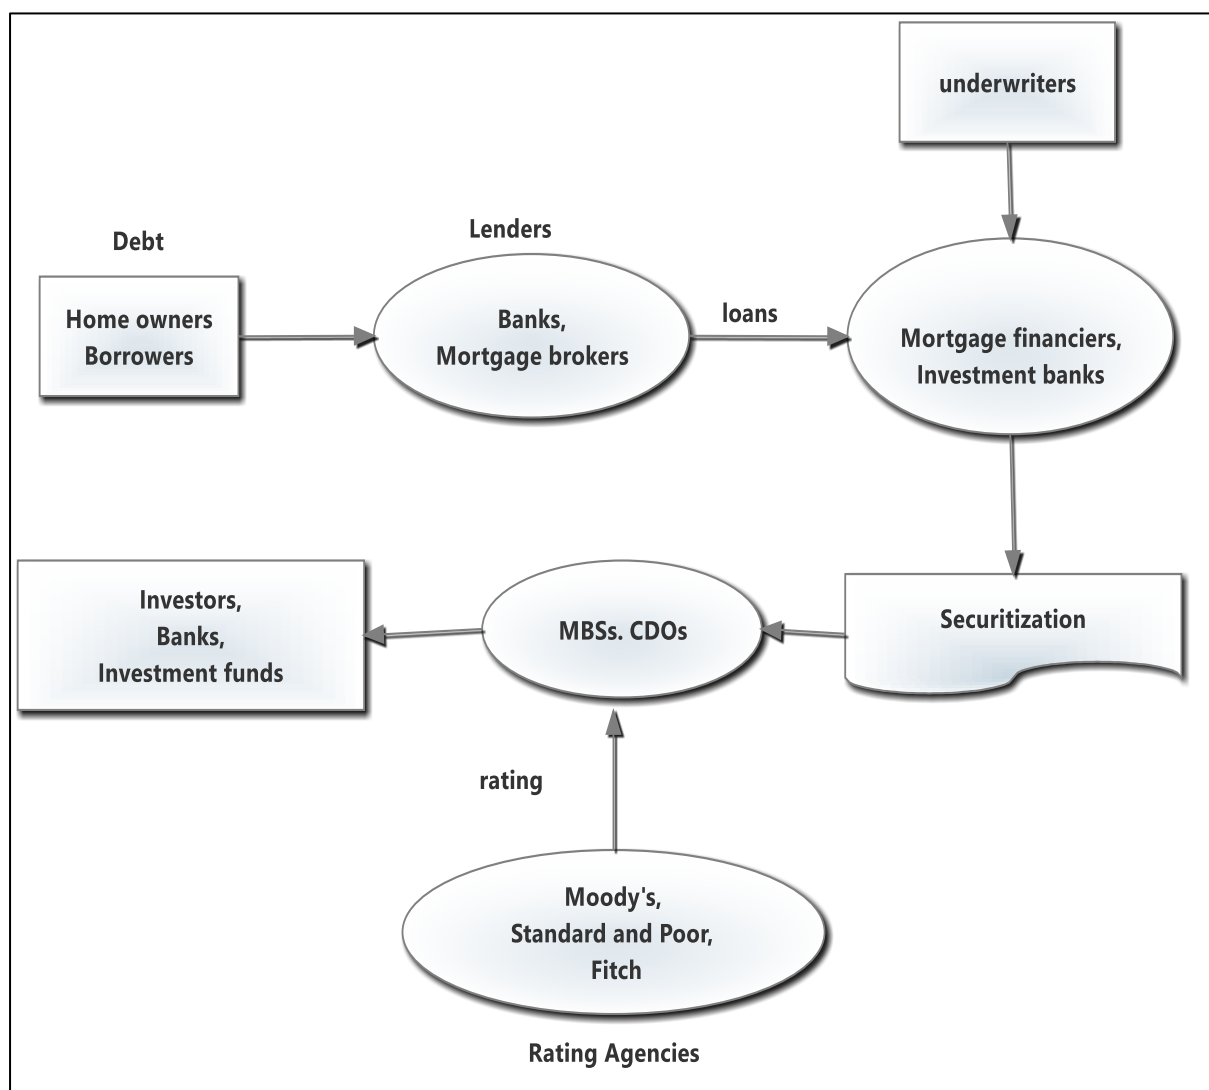 underwriters
Debt
Lenders
Home owners
Borrowers
Banks,
Mortgage brokers
loans
Mortgage financiers,
Investment banks
Investors,
Banks,
Investment funds
MBSs. CDOs
Securitization
rating
Moody's,
Standard and Poor,
Fitch
Rating Agencies